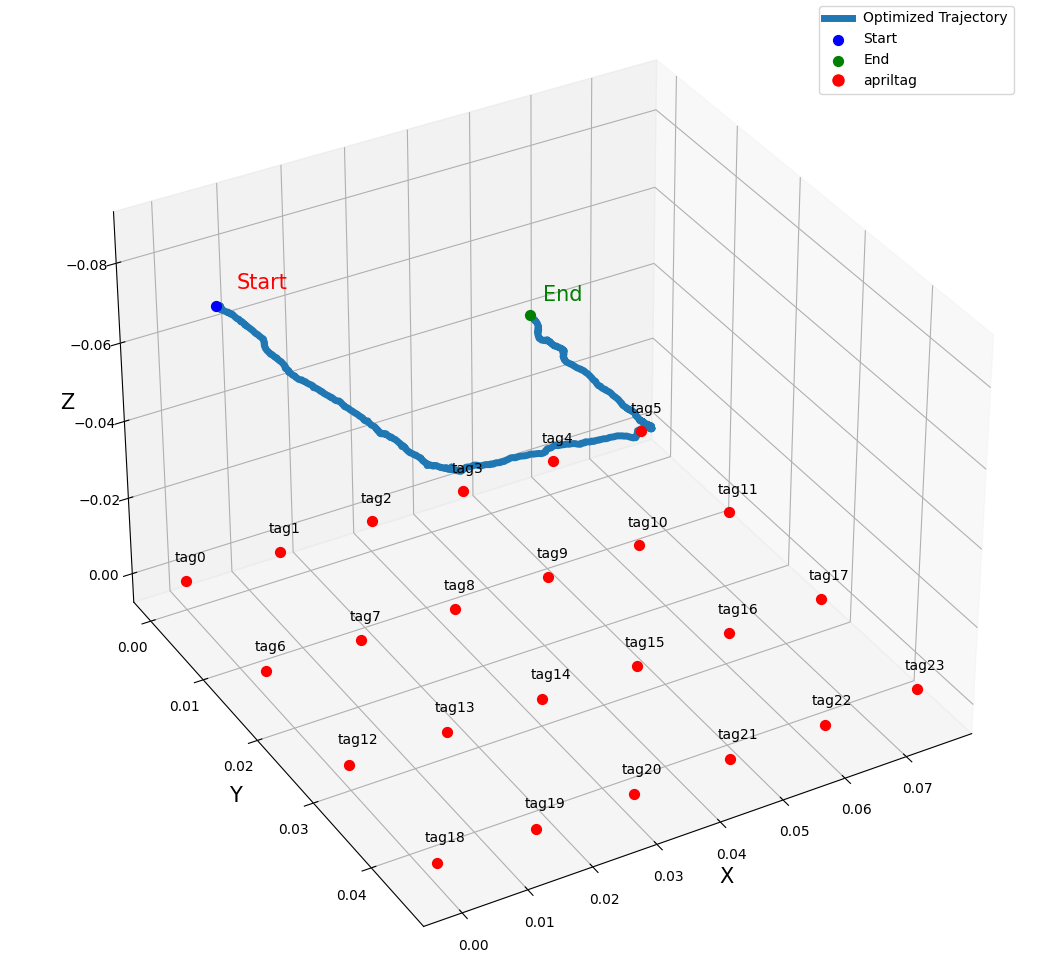 Optimized Trajectory
Start
End
apriltag
Start
End
−0.08
−0.06
−0.04
−0.02
0.00
Z
tag0
tag1
tag2
tag3
tag4
tag5
tag6
tag7
tag8
tag9
tag10
tag11
tag12
tag13
tag14
tag15
tag16
tag17
tag18
tag19
tag20
tag21
tag22
tag23
0.00
0.01
0.02
0.03
0.04
Y
0.00
0.01
0.02
0.03
0.04
0.05
0.06
0.07
X